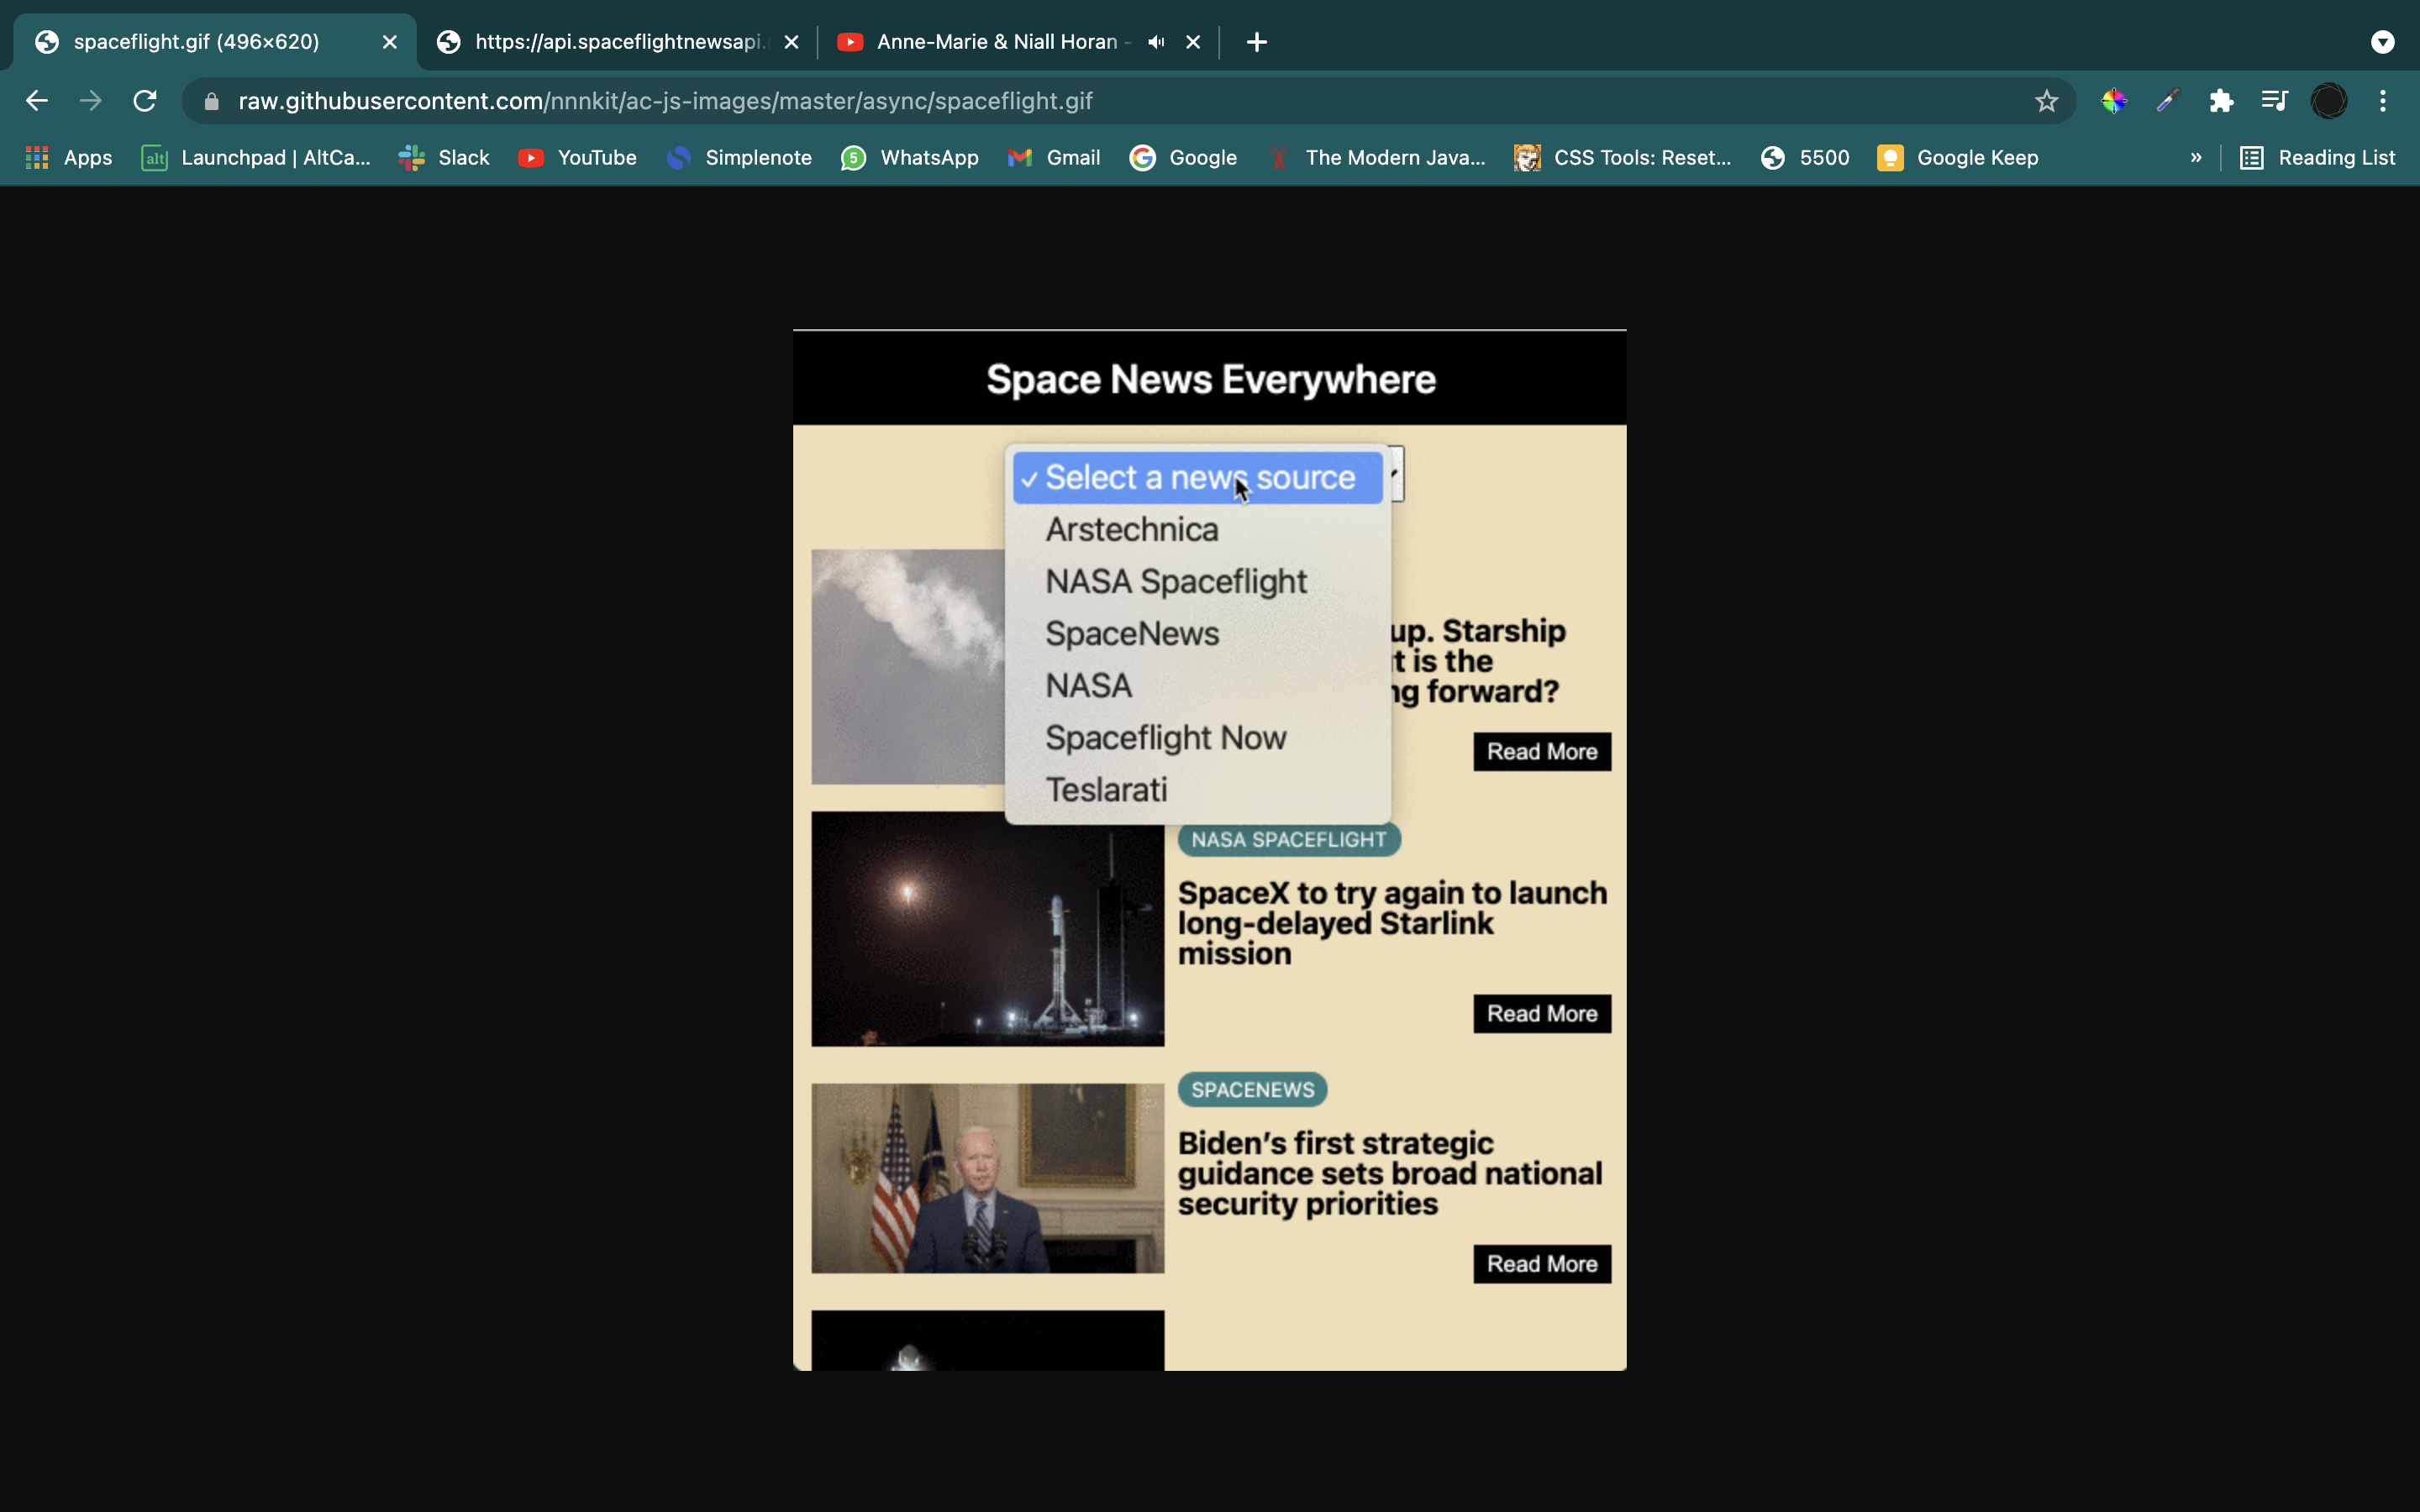 spaceflight.gif (496×620)
https://api.spaceflightnewsapi.
Anne-Marie & Niall Horan -
raw.githubusercontent.com/nnnkit/ac-js-images/master/async/spaceflight.gif
Apps
alt
Launchpad | AltCa...
Slack
YouTube
Simplenote
5
WhatsApp
Gmail
Google
The Modern Java...
CSS Tools: Reset...
5500
Google Keep
»
Reading List
Space News Everywhere
✓ Select a news source
Arstechnica
NASA Spaceflight
SpaceNews
NASA
Spaceflight Now
Teslarati
up. Starship
t is the
ng forward?
Read More
NASA SPACEFLIGHT
SpaceX to try again to launch
long-delayed Starlink
mission
Read More
SPACENEWS
Biden’s first strategic
guidance sets broad national
security priorities
Read More